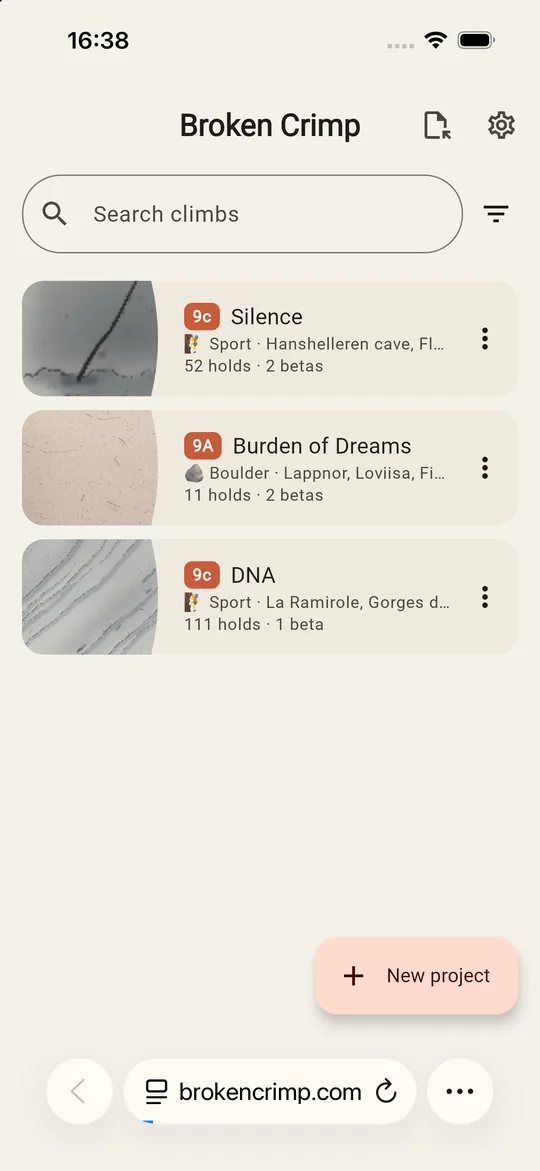 16:38
Broken Crimp
Search climbs
9c Silence
Sport · Hanshelleren cave, Fl…
52 holds · 2 betas
9A Burden of Dreams
Boulder · Lappnor, Loviisa, Fi…
11 holds · 2 betas
9c DNA
Sport · La Ramirole, Gorges d…
111 holds · 1 beta
New project
brokencrimp.com